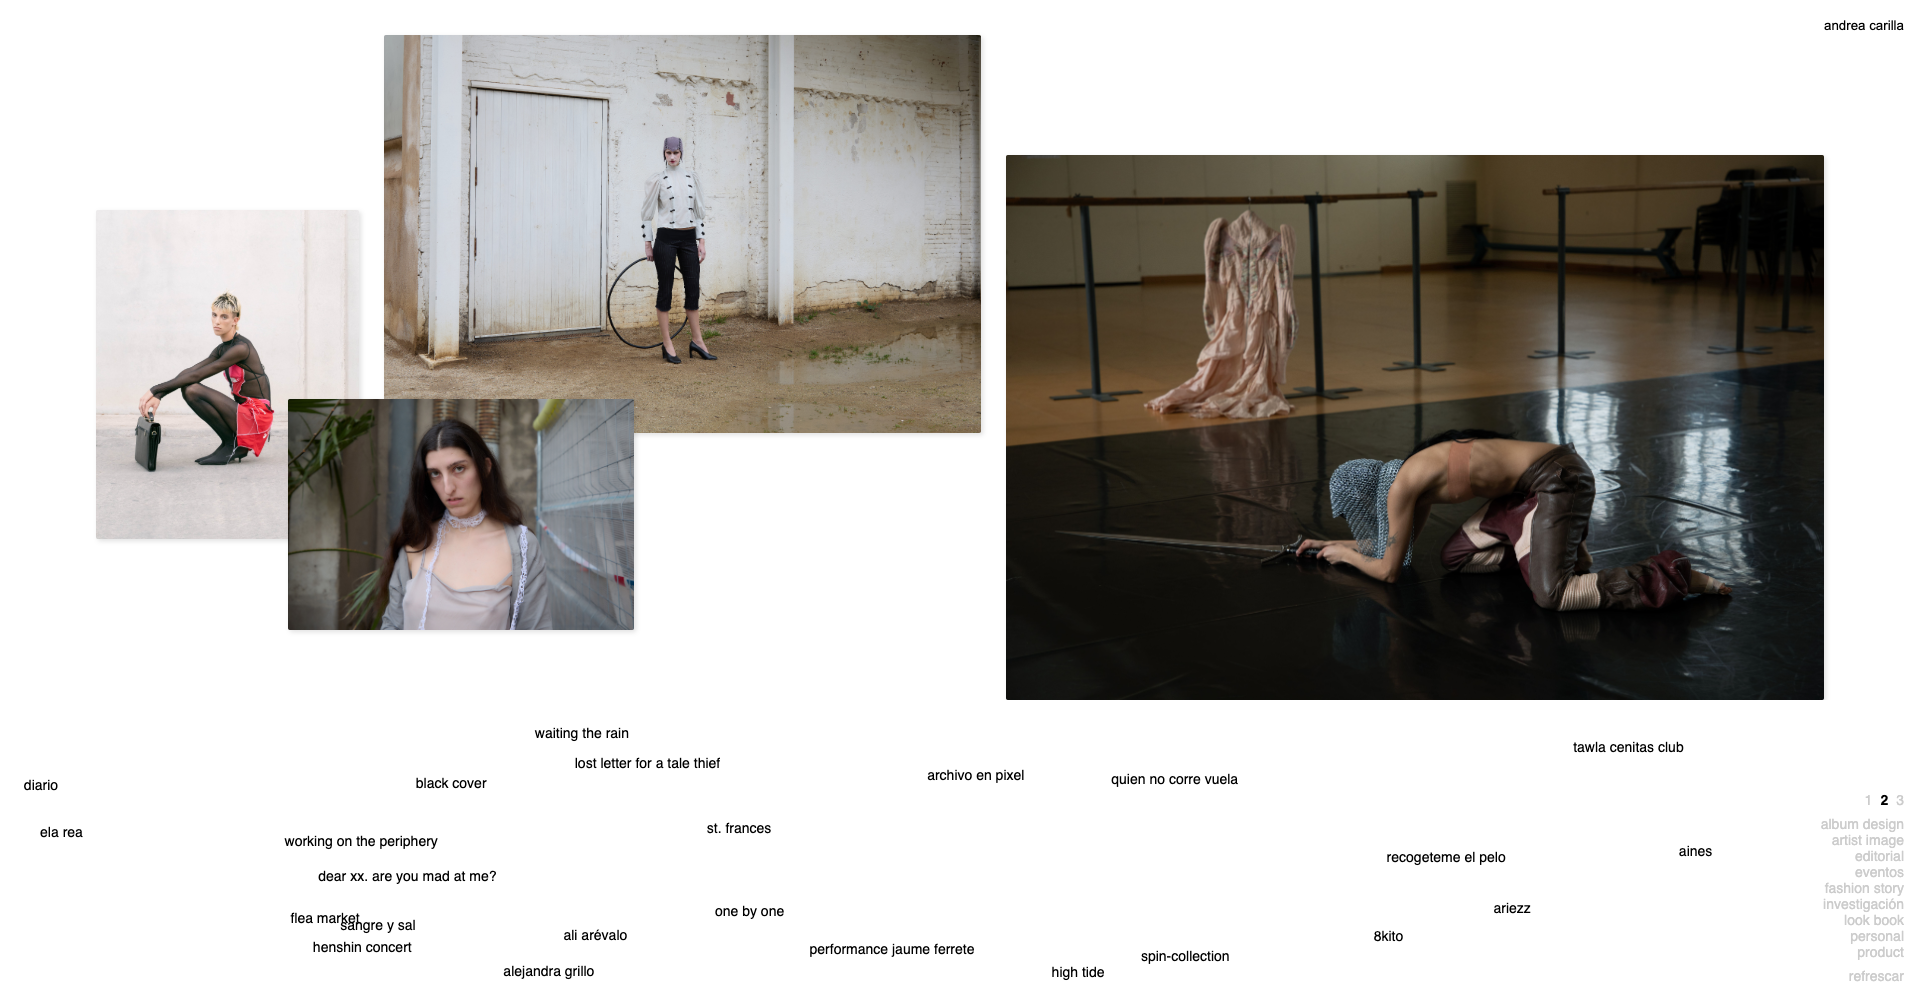 andrea carilla
waiting the rain
tawla cenitas club
lost letter for a tale thief
archivo en pixel
quien no corre vuela
black cover
diario
1 2 3
album design
st. frances
ela rea
working on the periphery
artist image
aines
recogeteme el pelo
editorial
eventos
dear xx. are you mad at me?
fashion story
investigación
ariezz
one by one
flea market
look book
sangre y sal
ali arévalo
8kito
personal
henshin concert
performance jaume ferrete
product
spin-collection
alejandra grillo
high tide
refrescar